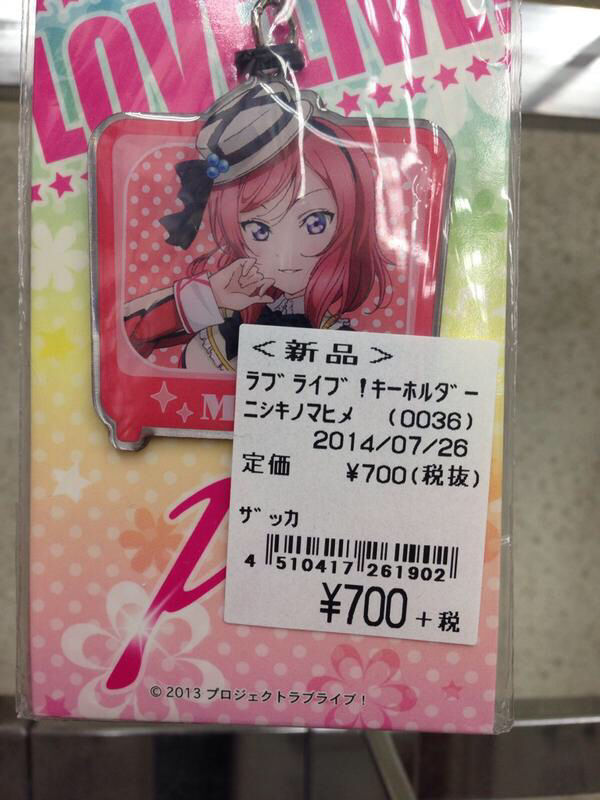 LOVELIVE
<新品>
ラブライブ!キーホルダー
ニシキノマヒメ (0036)
2014/07/26
定価 ¥700(税抜)
ザッカ
4 510417 261902
¥700+税
M
©2013 プロジェクトラブライブ!